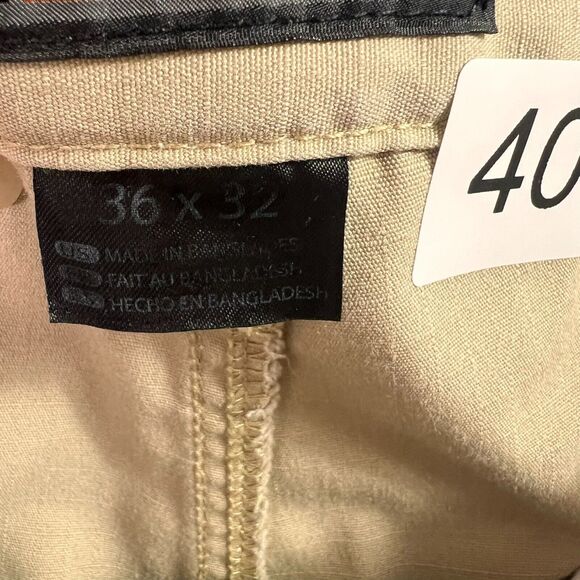 40
36 x 32
MADE IN BANGLADESH
FAIT AU BANGLADESH
HECHO EN BANGLADESH